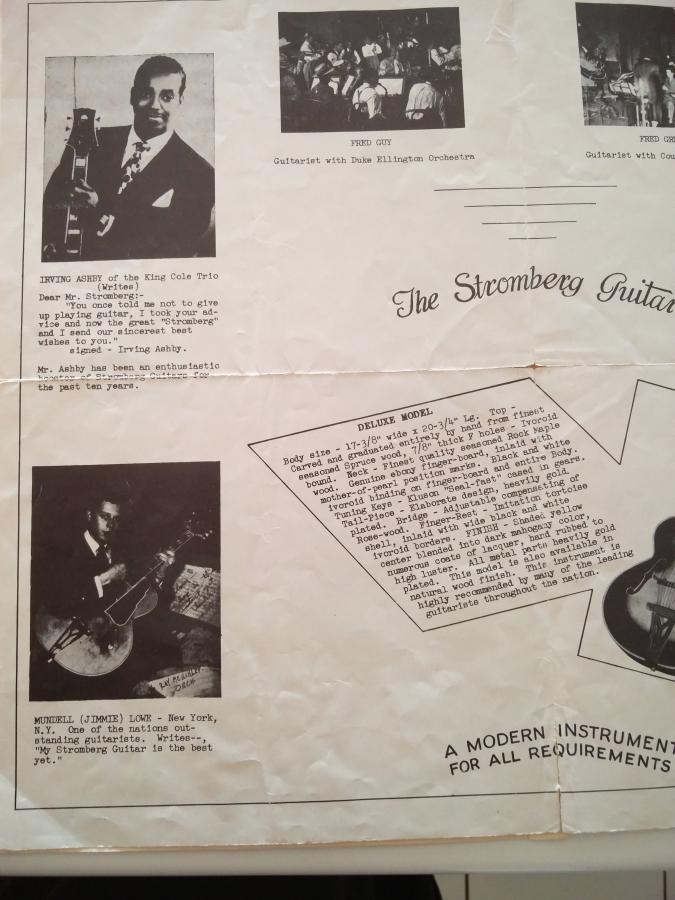 FRED GUY
Guitarist with Duke Ellington Orchestra
FRED
Guitarist with
IRVING ASHBY of the King Cole Trio
(Writes)
Dear Mr. Stromberg:-
"You once told me not to give
up playing guitar, I took your ad-
vice and now the great "Stromberg"
and I send our sincerest best
wishes to you."
signed - Irving Ashby.
Mr. Ashby has been an enthusiastic
booster of Stromberg Guitars for
the past ten years.
The Stromberg Guitar
DELUXE MODEL
Body size - 17-3/8" wide x 20-3/4" Lg. Top -
Carved and graduated entirely by hand from finest
seasoned Spruce wood, 7/8" thick F holes - Ivoroid
bound. Neck - Finest quality seasoned Rock Maple
wood. Genuine ebony finger-board, inlaid with
mother-of-pearl position marks. Black and white
ivoroid binding on finger-board and entire Body.
Tuning Keys - Kluson "Seal-fast" cased in gears.
Tail-Piece - Elaborate design, heavily gold
plated. Bridge - Adjustable compensating of
Rose-wood. Finger-Rest - Imitation tortoise
shell, inlaid with wide black and white
ivoroid borders. FINISH - Shaded yellow
center blended into dark mahogany color,
numerous coats of lacquer, hand rubbed to
high luster. All metal parts heavily gold
plated. This model is also available in
natural wood finish. This instrument is
highly recommended by many of the leading
guitarists throughout the nation.
RAY McKINLEY
ORCH
MUNDELL (JIMMIE) LOWE - New York,
N.Y. One of the nations out-
standing guitarists. Writes--,
"My Stromberg Guitar is the best
yet."
A MODERN INSTRUMENT
FOR ALL REQUIREMENTS